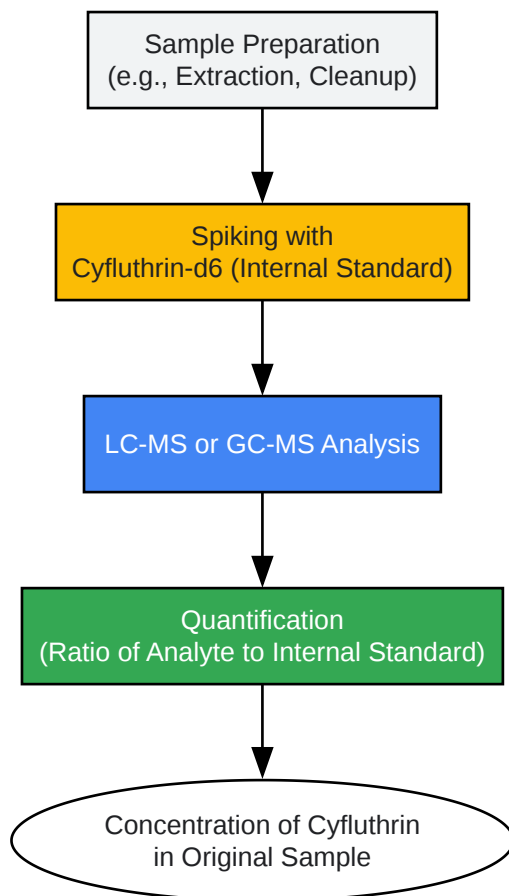 Sample Preparation
(e.g., Extraction, Cleanup)
Spiking with
Cyfluthrin-d6 (Internal Standard)
LC-MS or GC-MS Analysis
Quantification
(Ratio of Analyte to Internal Standard)
Concentration of Cyfluthrin
in Original Sample